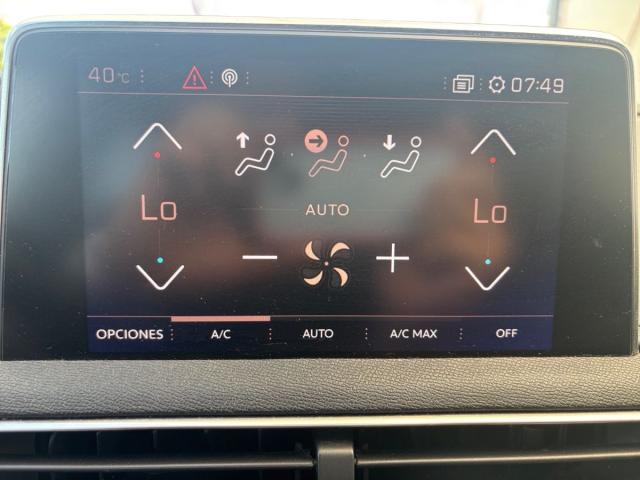 40°C 07:49
Lo Lo
AUTO
OPCIONES A/C AUTO A/C MAX OFF